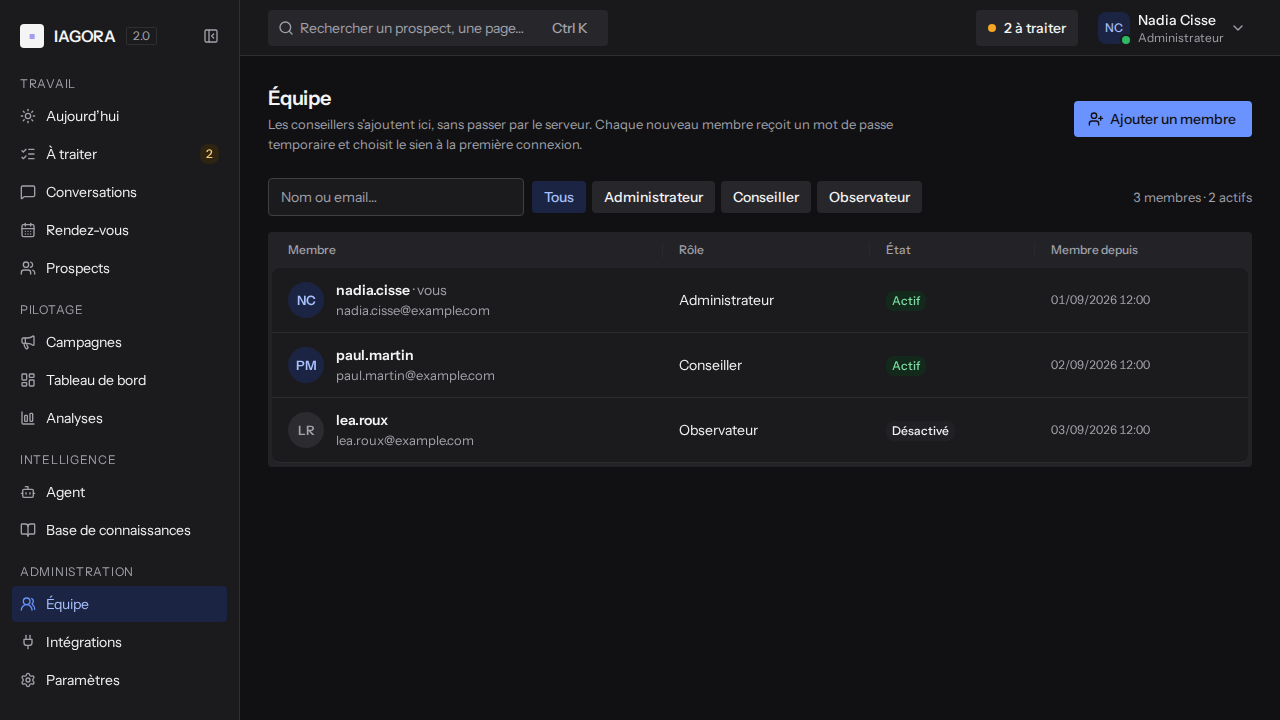 IAGORA 2.0
TRAVAIL
Aujourd'hui
À traiter 2
Conversations
Rendez-vous
Prospects
PILOTAGE
Campagnes
Tableau de bord
Analyses
INTELLIGENCE
Agent
Base de connaissances
ADMINISTRATION
Équipe
Intégrations
Paramètres
Rechercher un prospect, une page... Ctrl K
2 à traiter
NC Nadia Cisse
Administrateur
Équipe
Les conseillers s'ajoutent ici, sans passer par le serveur. Chaque nouveau membre reçoit un mot de passe
temporaire et choisit le sien à la première connexion.
Ajouter un membre
Nom ou email... Tous Administrateur Conseiller Observateur 3 membres · 2 actifs
Membre Rôle État Membre depuis
NC nadia.cisse · vous Administrateur Actif 01/09/2026 12:00
nadia.cisse@example.com
PM paul.martin Conseiller Actif 02/09/2026 12:00
paul.martin@example.com
LR lea.roux Observateur Désactivé 03/09/2026 12:00
lea.roux@example.com